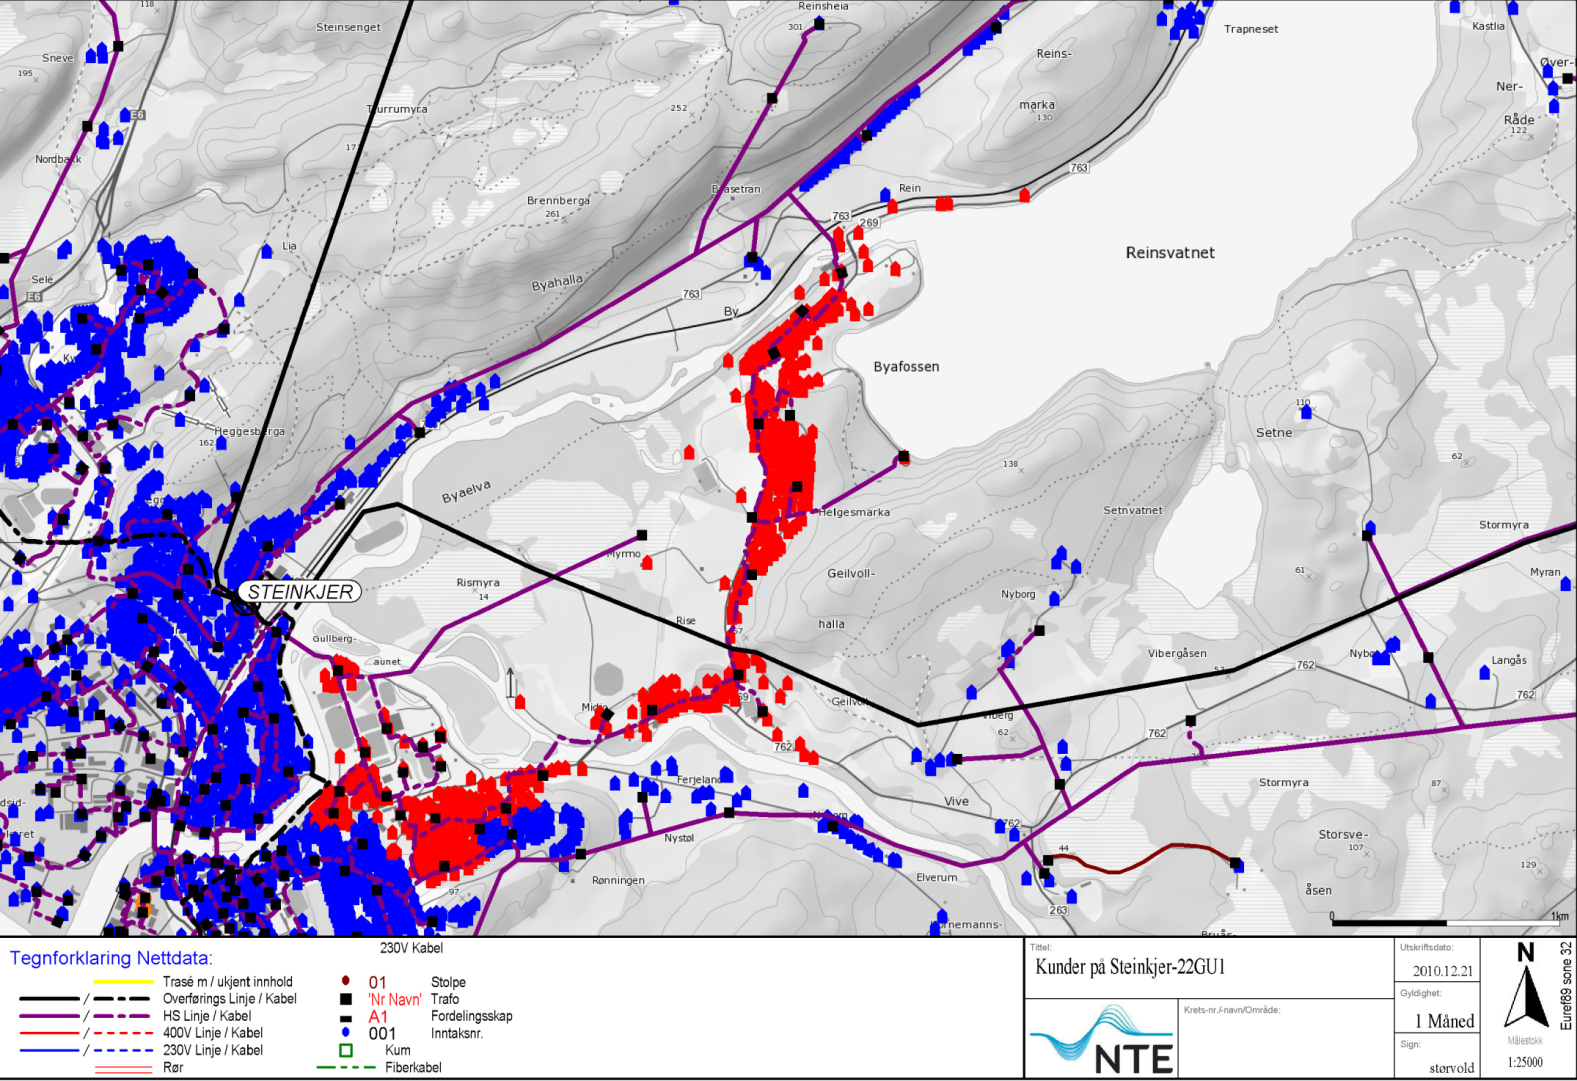 118
Steinsenget
Reinsheia
301
Trapneset
Kastlia
Sneve
195
Reins-
marka
130
Øver-
Ner-
Råde
122
E6
252
Nordbakk
763
Brennberga
261
Rein
763
269
Lia
Reinsvatnet
Sele
E6
Byahalla
763
By
Byafossen
110
Setne
Heggesberga
162
138
62
Byaelva
Helgesmarka
Setnvatnet
Stormyra
Myrmo
Rismyra
14
Geilvoll-
halla
61
Myran
STEINKJER
Nyborg
Gullberg-
aunet
Rise
Vibergåsen
53
762
Langås
762
Geilvoll
Viberg
62
762
762
Ferjeland
Stormyra
87
Vive
762
Nystøl
Storsve-
107
åsen
44
129
Rønningen
Elverum
97
263
0
1km
230V Kabel
Tegnforklaring Nettdata:
Trasé m / ukjent innhold
Overførings Linje / Kabel
HS Linje / Kabel
400V Linje / Kabel
230V Linje / Kabel
Rør
01 Stolpe
'Nr Navn' Trafo
A1 Fordelingsskap
001 Inntaksnr.
Kum
Fiberkabel
Tittel:
Kunder på Steinkjer-22GU1
NTE
Krets-nr./-navn/Område:
Utskriftsdato:
2010.12.21
Gyldighet:
1 Måned
Sign:
størvold
N
Målestokk
1:25000
Euref89 sone 32